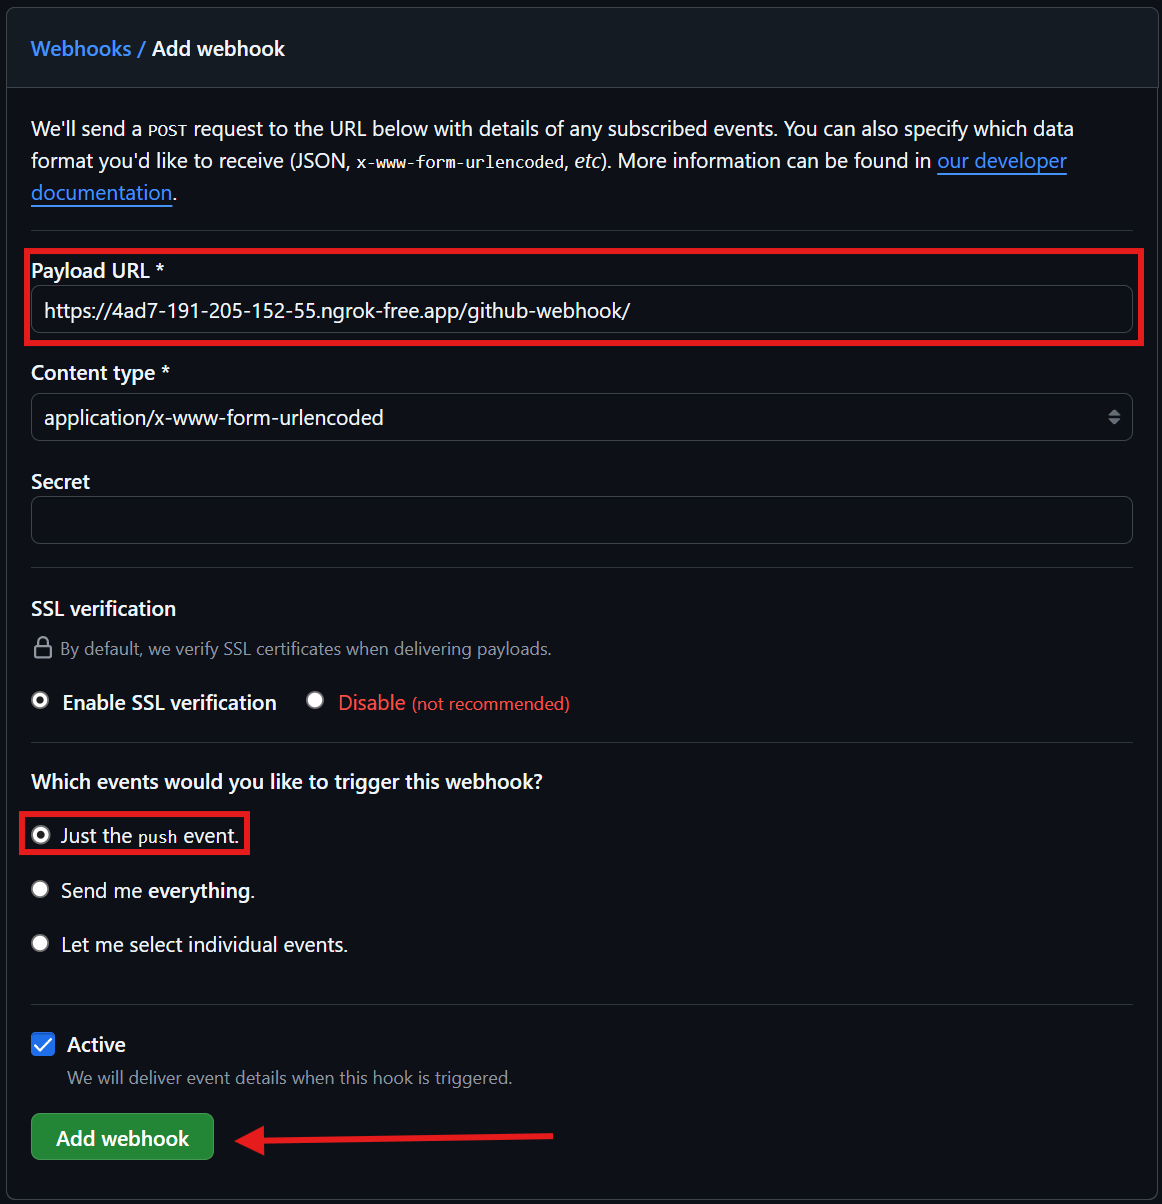 Webhooks / Add webhook
We'll send a POST request to the URL below with details of any subscribed events. You can also specify which data
format you'd like to receive (JSON, x-www-form-urlencoded, etc). More information can be found in our developer
documentation.
Payload URL *
https://4ad7-191-205-152-55.ngrok-free.app/github-webhook/
Content type *
application/x-www-form-urlencoded
Secret
SSL verification
By default, we verify SSL certificates when delivering payloads.
Enable SSL verification Disable (not recommended)
Which events would you like to trigger this webhook?
Just the push event.
Send me everything.
Let me select individual events.
Active
We will deliver event details when this hook is triggered.
Add webhook